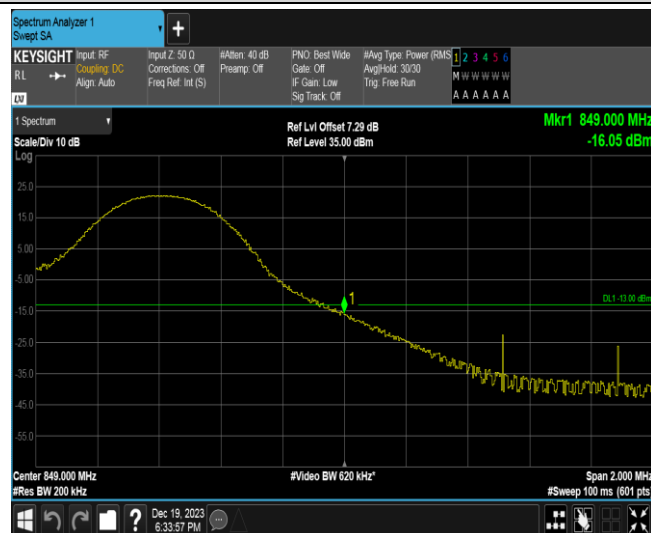 Spectrum Analyzer 1
Swept SA
+
KEYSIGHT
RL
LXI
Input: RF
Coupling: DC
Align: Auto
Input Z: 50 Ω
Corrections: Off
Freq Ref: Int (S)
#Atten: 40 dB
Preamp: Off
PNO: Best Wide
Gate: Off
IF Gain: Low
Sig Track: Off
#Avg Type: Power (RMS
Avg|Hold: 30/30
Trig: Free Run
1 2 3 4 5 6
M W W W W W
A A A A A A
1 Spectrum
Scale/Div 10 dB
Log
Ref Lvl Offset 7.29 dB
Ref Level 35.00 dBm
Mkr1 849.000 MHz
-16.05 dBm
25.0
15.0
5.00
-5.00
-15.0
-25.0
-35.0
-45.0
-55.0
1
DL1 -13.00 dBm
Center 849.000 MHz
#Res BW 200 kHz
#Video BW 620 kHz*
Span 2.000 MHz
#Sweep 100 ms (601 pts)
?
Dec 19, 2023
6:33:57 PM